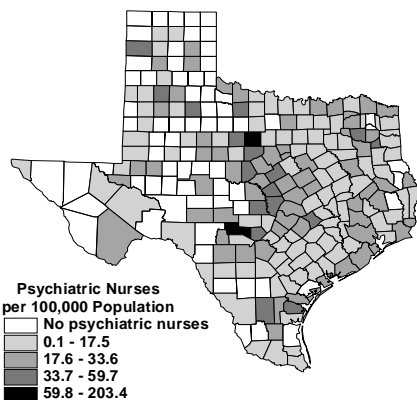 Psychiatric Nurses
per 100,000 Population
No psychiatric nurses
0.1 - 17.5
17.6 - 33.6
33.7 - 59.7
59.8 - 203.4